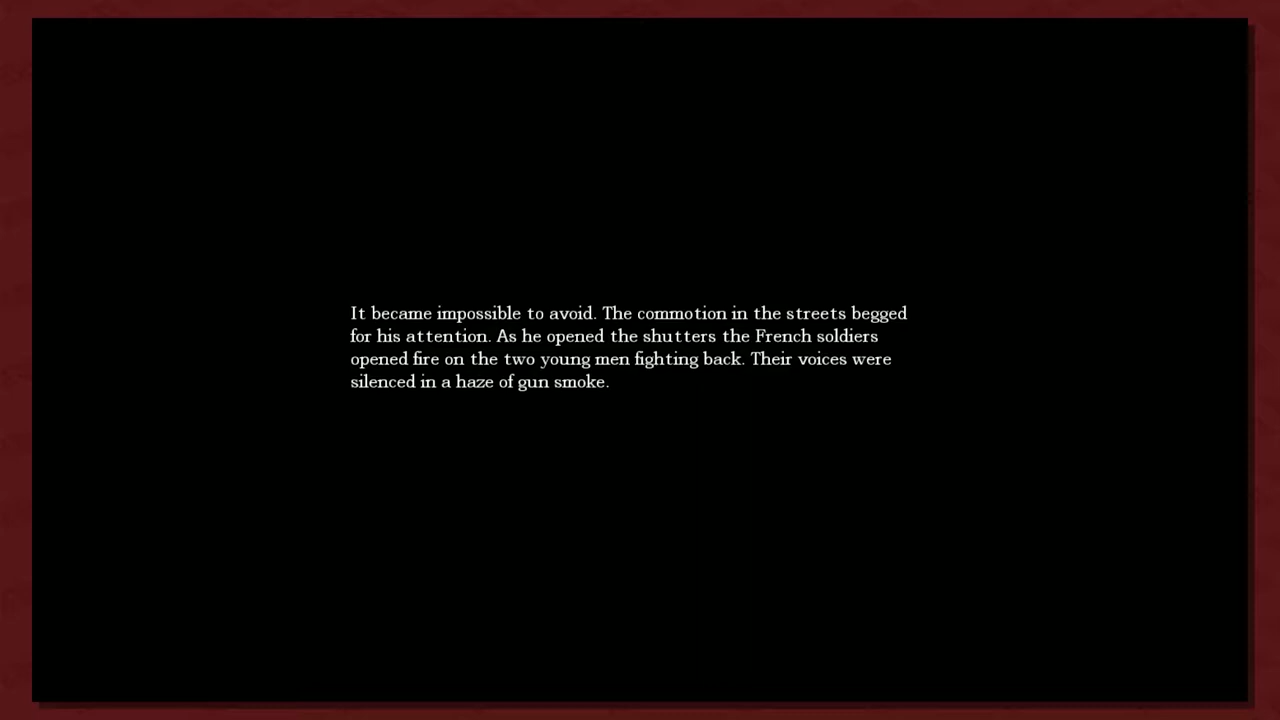 It became impossible to avoid. The commotion in the streets begged
for his attention. As he opened the shutters the French soldiers
opened fire on the two young men fighting back. Their voices were
silenced in a haze of gun smoke.